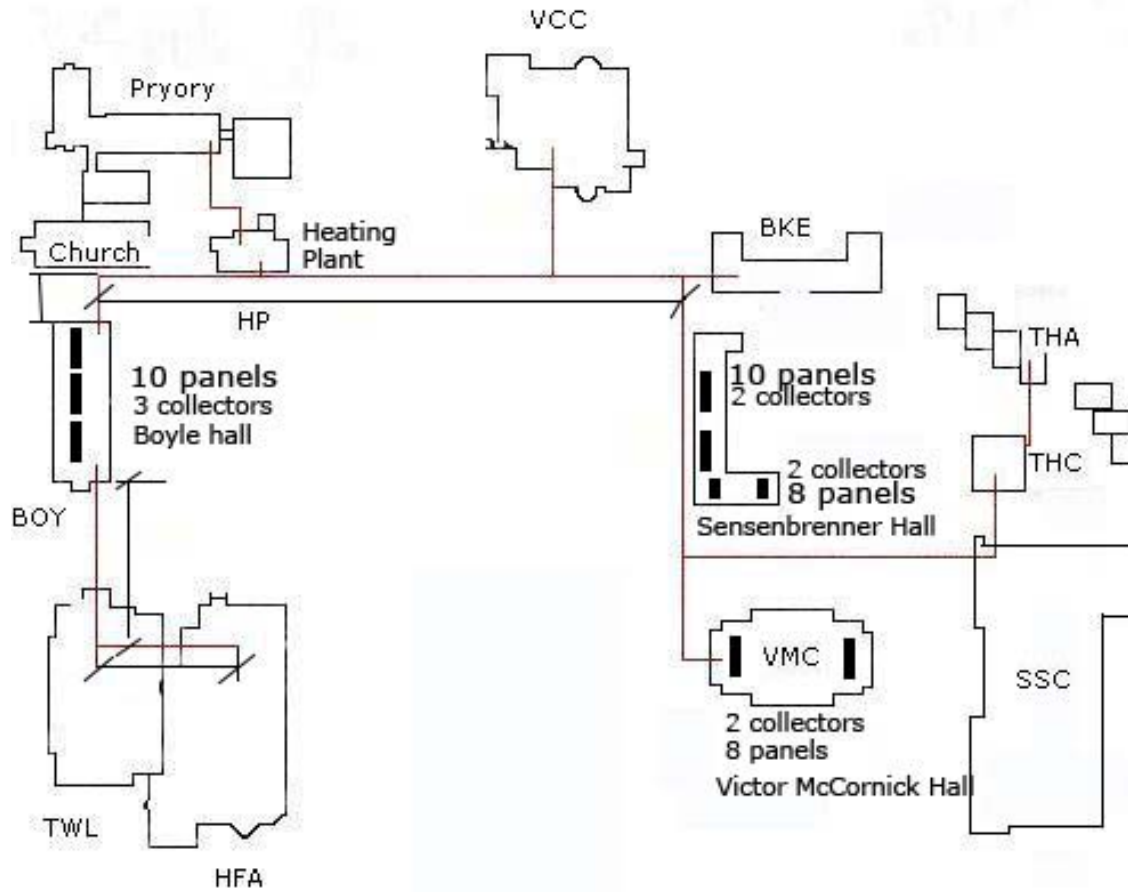 VCC
Pryory
Church
Heating
Plant
BKE
HP
THA
10 panels
3 collectors
Boyle hall
10 panels
2 collectors
THC
2 collectors
8 panels
Sensenbrenner Hall
BOY
VMC
SSC
2 collectors
8 panels
Victor McCornick Hall
TWL
HFA